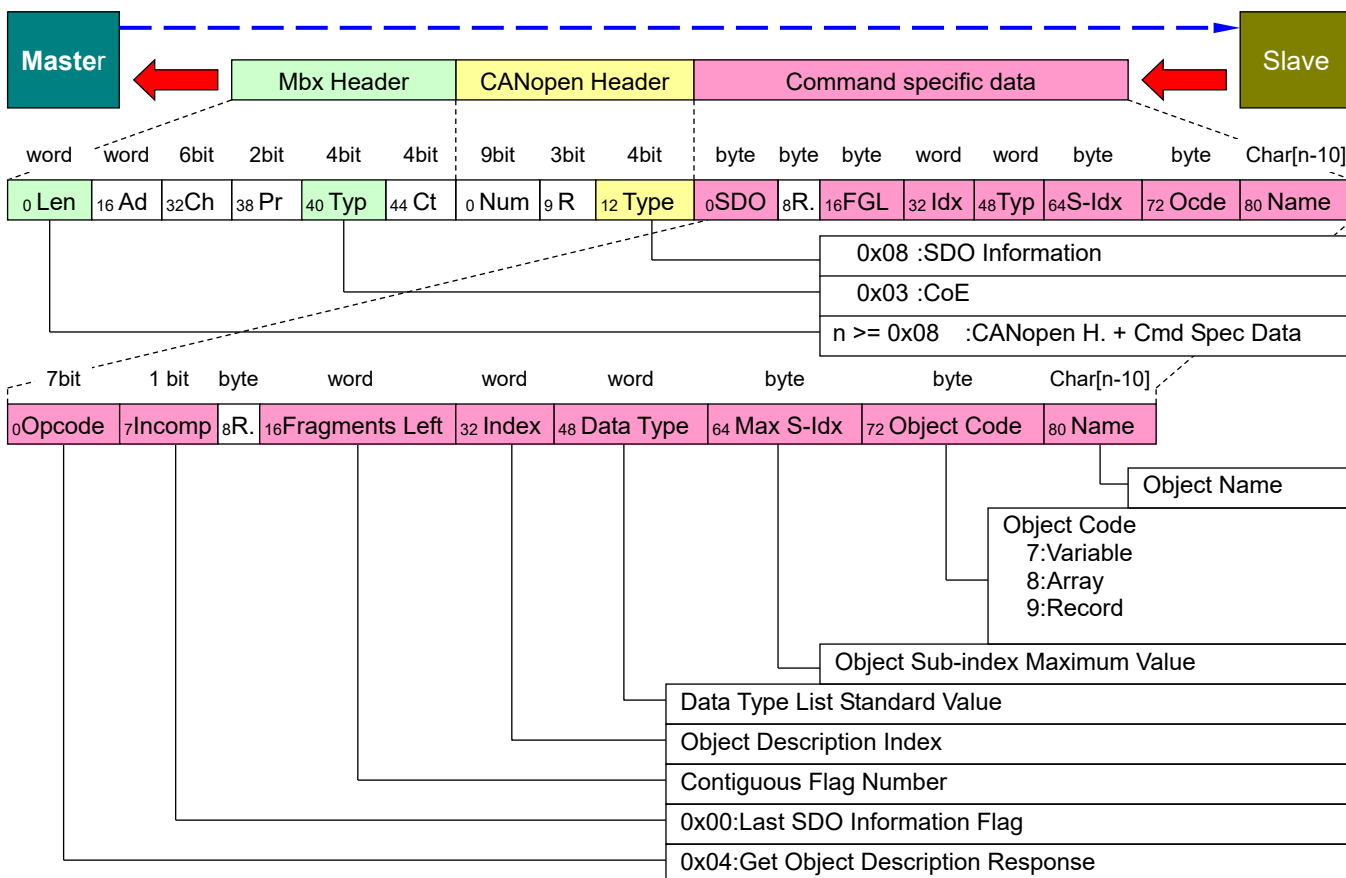 Master
Slave
Mbx Header CANopen Header Command specific data
word word 6bit 2bit 4bit 4bit 9bit 3bit 4bit byte byte byte word word byte byte Char[n-10]
0 Len 16 Ad 32Ch 38 Pr 40 Typ 44 Ct 0 Num 9 R 12 Type 0SDO 8R. 16FGL 32 Idx 48Typ 64S-Idx 72 Ocde 80 Name
0x08 :SDO Information
0x03 :CoE
n >= 0x08 :CANopen H. + Cmd Spec Data
7bit 1 bit byte word word word byte byte Char[n-10]
0Opcode 7Incomp 8R. 16Fragments Left 32 Index 48 Data Type 64 Max S-Idx 72 Object Code 80 Name
Object Name
Object Code
7:Variable
8:Array
9:Record
Object Sub-index Maximum Value
Data Type List Standard Value
Object Description Index
Contiguous Flag Number
0x00:Last SDO Information Flag
0x04:Get Object Description Response